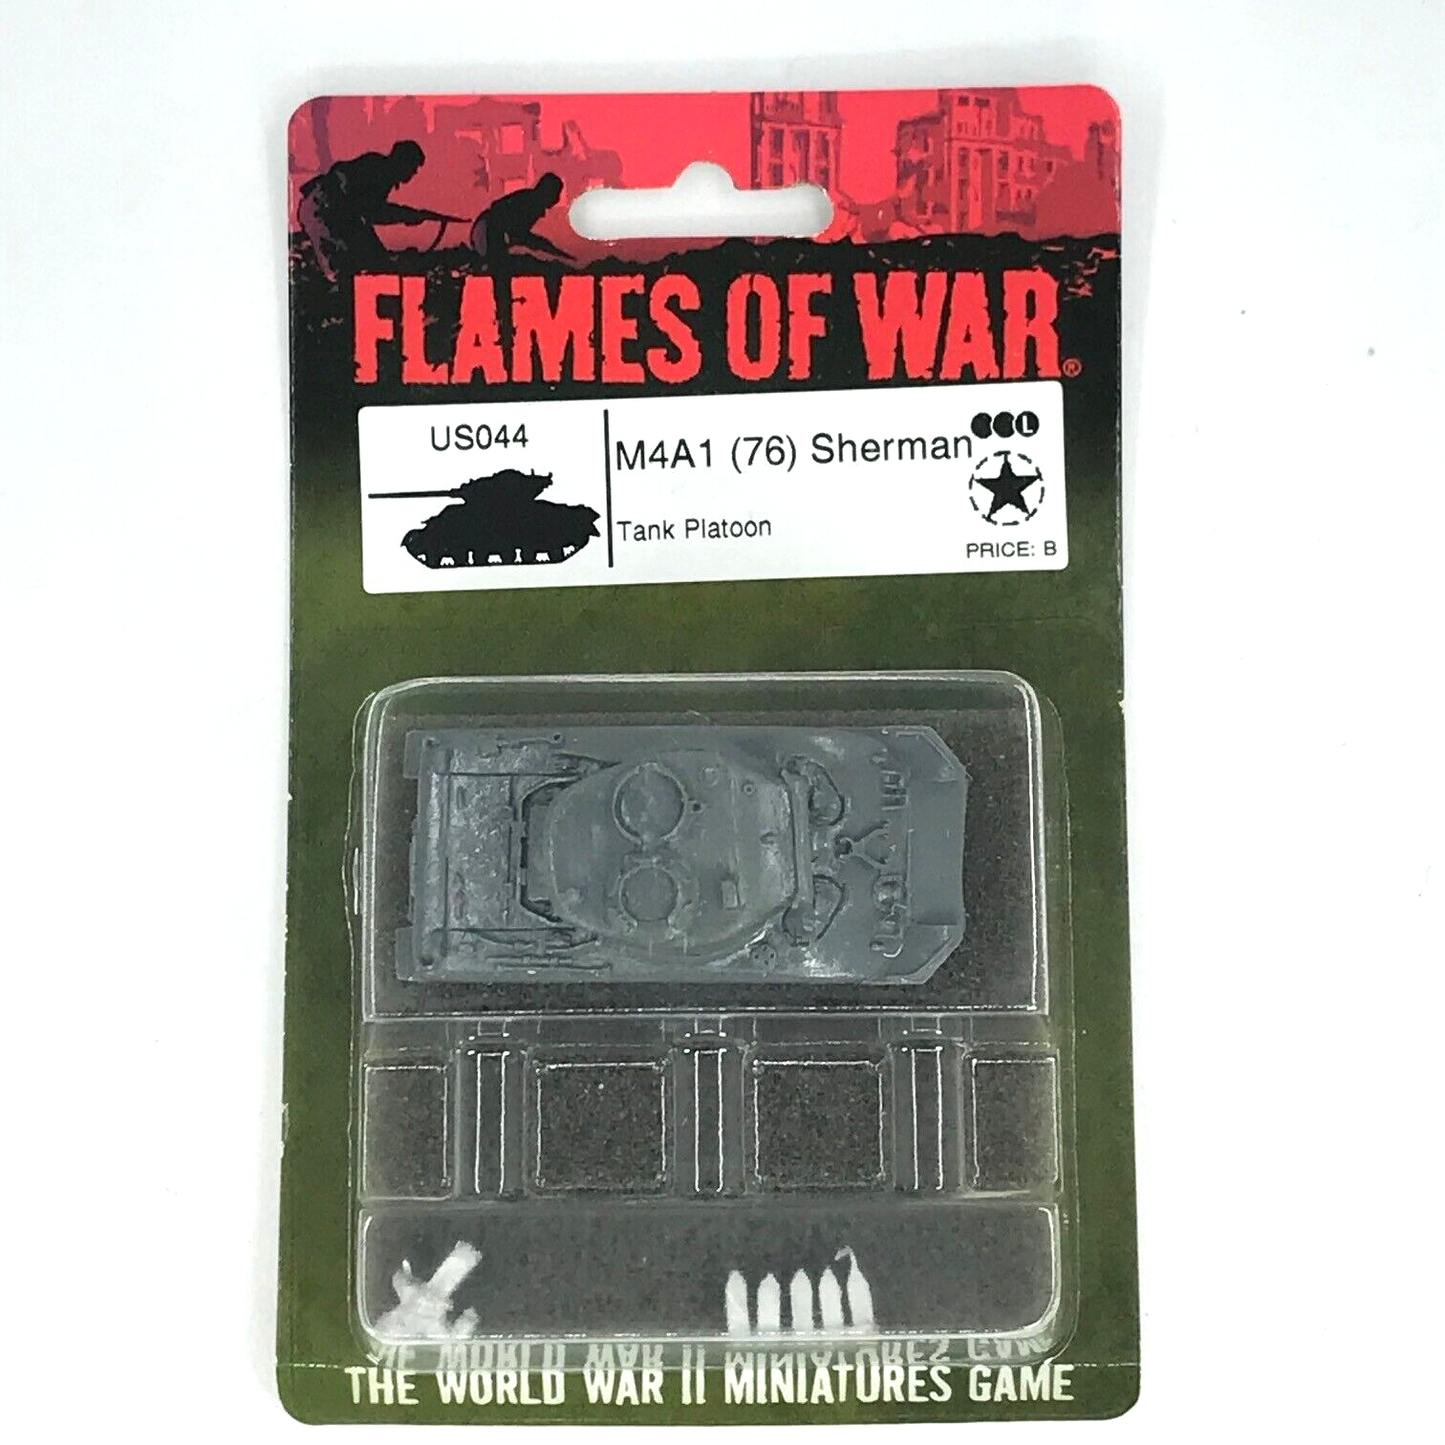 FLAMES OF WAR®
US044
M4A1 (76) Sherman
L
Tank Platoon
PRICE: B
THE WORLD WAR II MINIATURES GAME